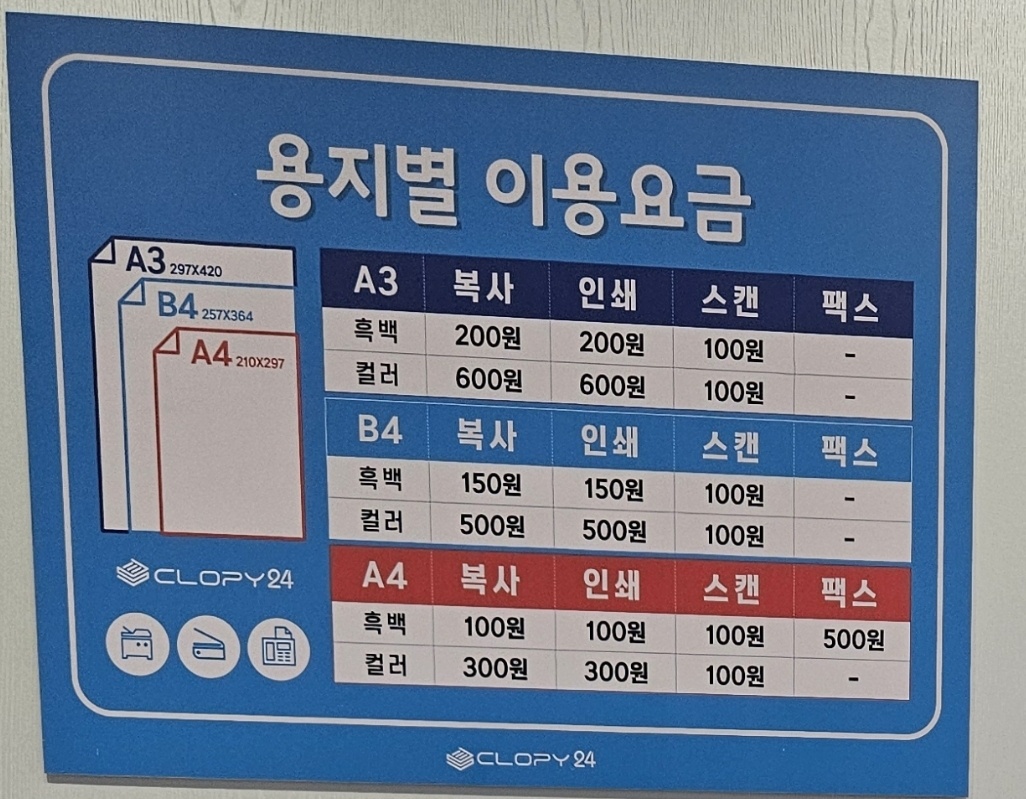 용지별 이용요금
A3 297X420
B4 257X364
A4 210X297
A3 복사 인쇄 스캔 팩스
흑백 200원 200원 100원 -
컬러 600원 600원 100원 -
B4 복사 인쇄 스캔 팩스
흑백 150원 150원 100원 -
컬러 500원 500원 100원 -
A4 복사 인쇄 스캔 팩스
흑백 100원 100원 100원 500원
컬러 300원 300원 100원 -
CLOPY24
CLOPY24